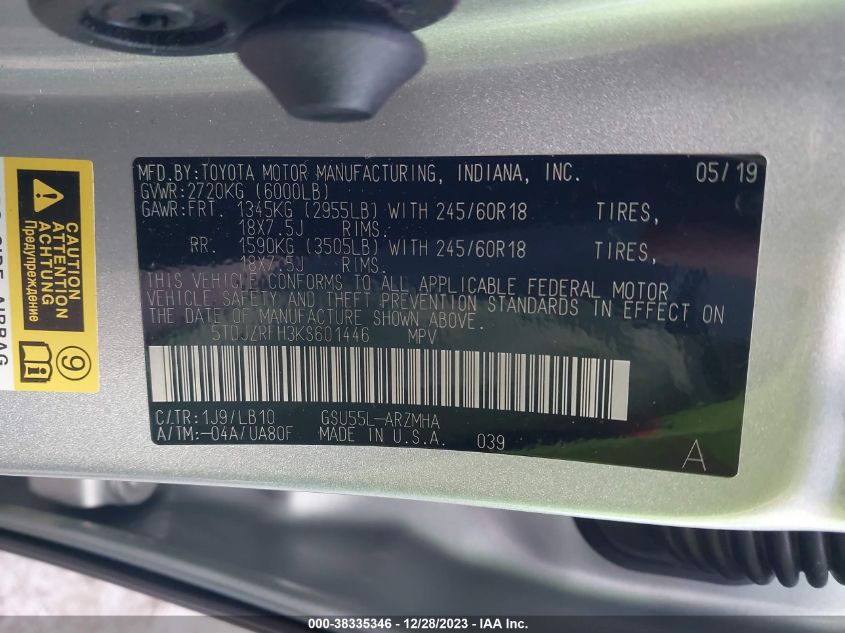 MFD.BY:TOYOTA MOTOR MANUFACTURING, INDIANA, INC. 05/19
GVWR:2720KG (6000LB)
GAWR:FRT. 1345KG (2955LB) WITH 245/60R18 TIRES,
18X7.5J RIMS.
RR. 1590KG (3505LB) WITH 245/60R18 TIRES,
18X7.5J RIMS.
THIS VEHICLE CONFORMS TO ALL APPLICABLE FEDERAL MOTOR
VEHICLE SAFETY AND THEFT PREVENTION STANDARDS IN EFFECT ON
THE DATE OF MANUFACTURE SHOWN ABOVE.
5TDJZRFH3KS601446 MPV
C/TR:1J9/LB10 GSU55L-ARZMHA
A/TM:-04A/UA80F MADE IN U.S.A. 039
A
CAUTION
ATTENTION
ACHTUNG
Предупреждение
9
SIDE AIRBAG
000-38335346 - 12/28/2023 - IAA Inc.